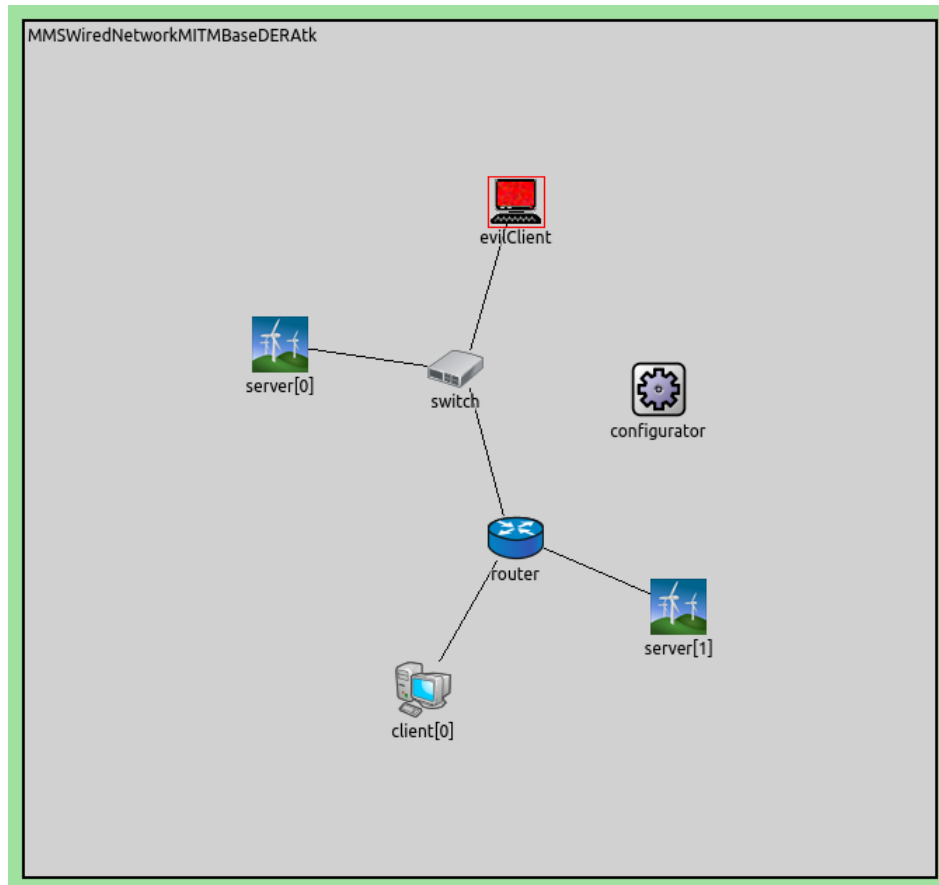 MMSWiredNetworkMITMBaseDERAtk
evilClient
server[0]
switch
configurator
router
server[1]
client[0]